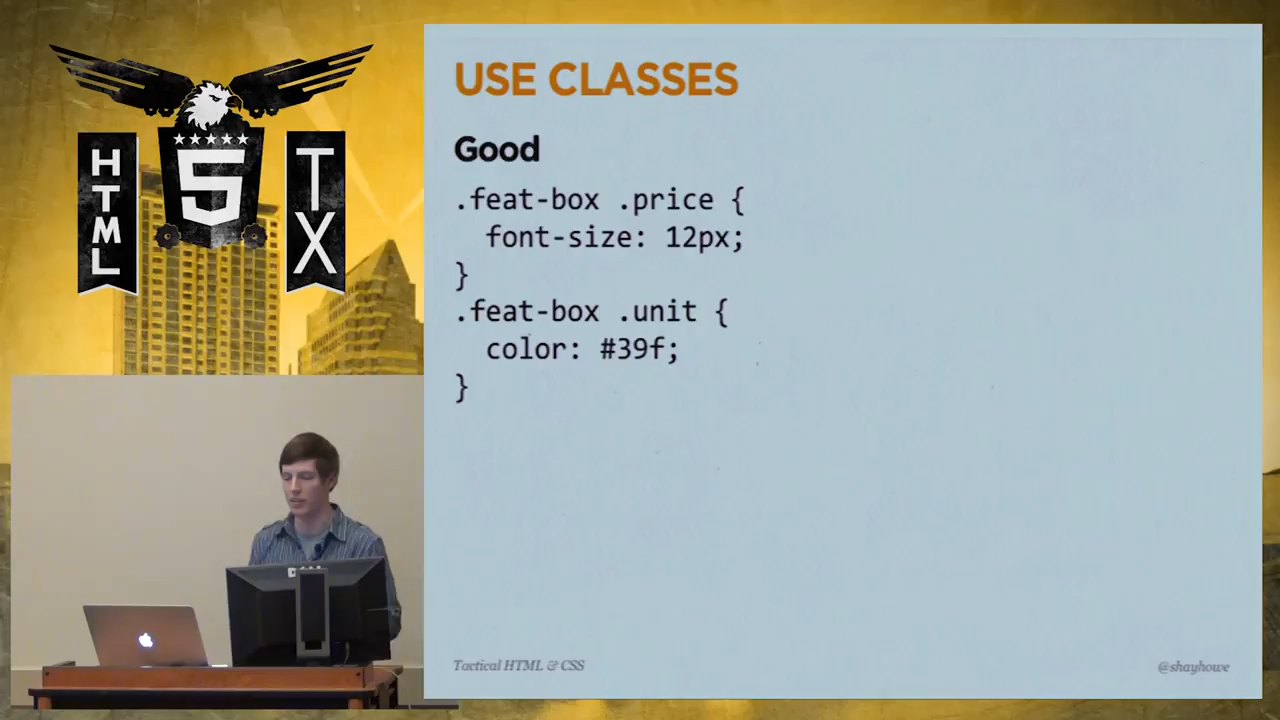 HTML
5
TX
USE CLASSES
Good
.feat-box .price {
  font-size: 12px;
}
.feat-box .unit {
  color: #39f;
}
Tactical HTML & CSS
@shayhowe